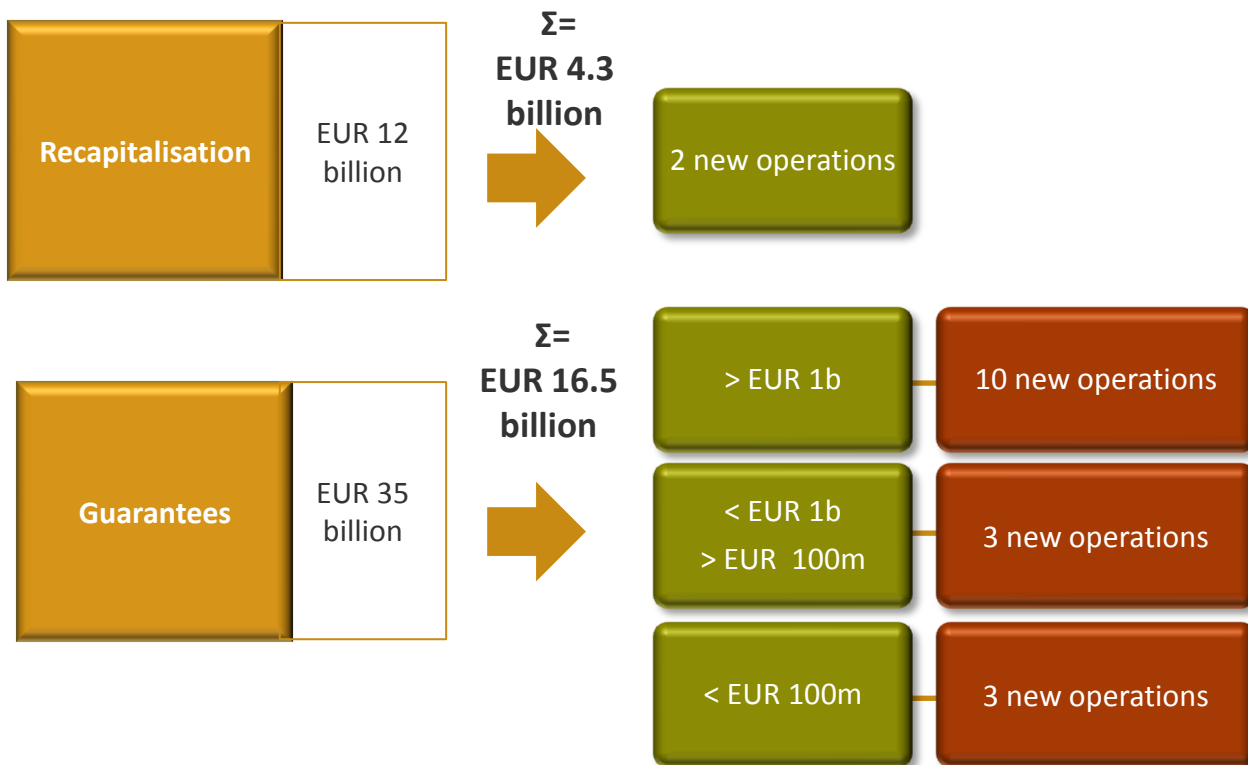 Recapitalisation
EUR 12
billion
Σ=
EUR 4.3
billion
2 new operations
Guarantees
EUR 35
billion
Σ=
EUR 16.5
billion
> EUR 1b
10 new operations
< EUR 1b
> EUR  100m
3 new operations
< EUR 100m
3 new operations